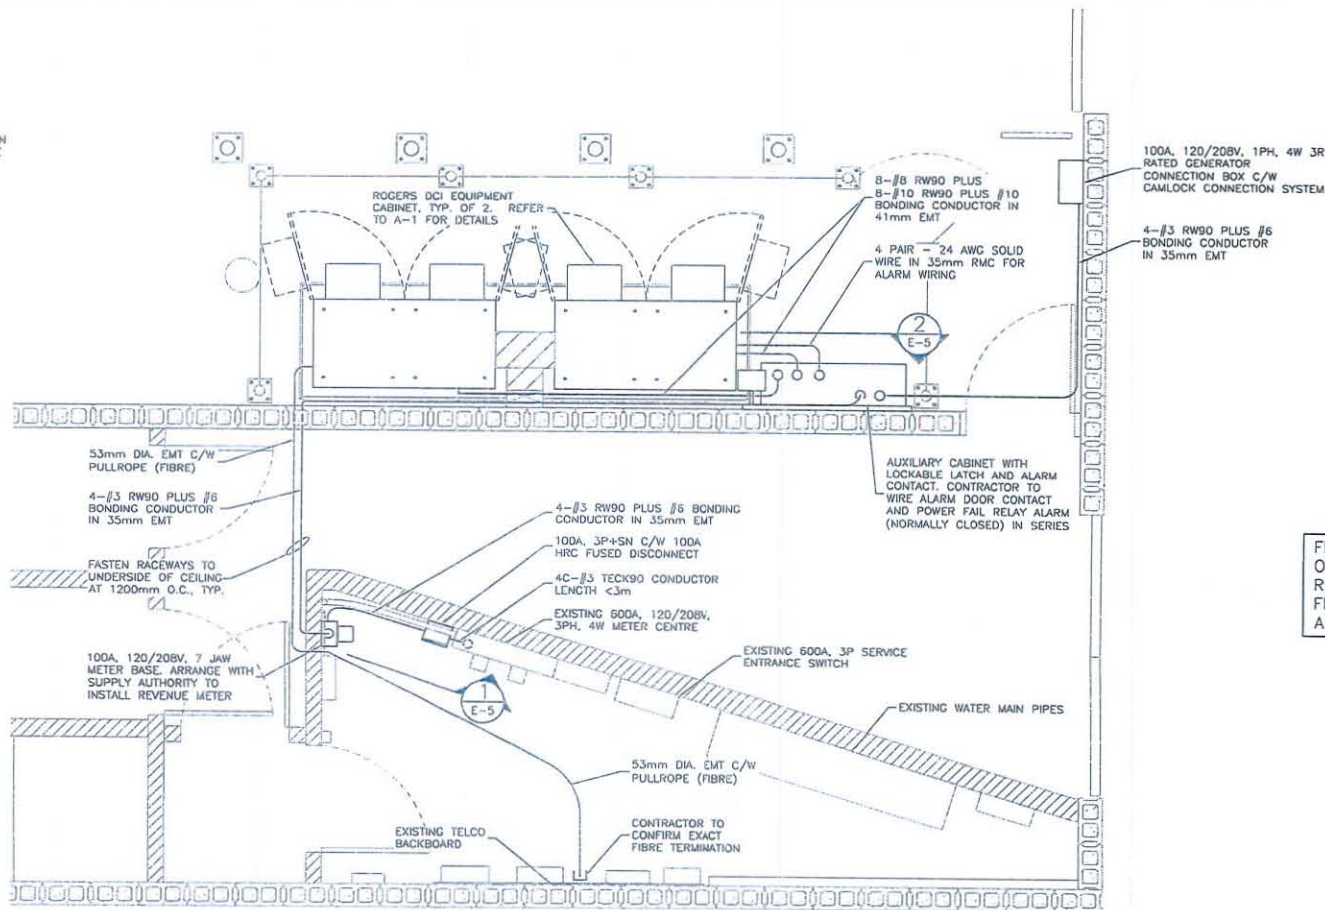 N
100A, 120/208V, 1PH, 4W 3R
RATED GENERATOR
CONNECTION BOX C/W
CAMLOCK CONNECTION SYSTEM
ROGERS DCI EQUIPMENT
CABINET, TYP. OF 2. REFER
TO A-1 FOR DETAILS
8-#8 RW90 PLUS
8-#10 RW90 PLUS #10
BONDING CONDUCTOR IN
41mm EMT
4 PAIR - 24 AWG SOLID
WIRE IN 35mm RMC FOR
ALARM WIRING
4-#3 RW90 PLUS #6
BONDING CONDUCTOR
IN 35mm EMT
2
E-5
53mm DIA. EMT C/W
PULLROPE (FIBRE)
4-#3 RW90 PLUS #6
BONDING CONDUCTOR
IN 35mm EMT
FASTEN RACEWAYS TO
UNDERSIDE OF CEILING
AT 1200mm O.C., TYP.
100A, 120/208V, 7 JAW
METER BASE. ARRANGE WITH
SUPPLY AUTHORITY TO
INSTALL REVENUE METER
4-#3 RW90 PLUS #6 BONDING
CONDUCTOR IN 35mm EMT
100A, 3P+SN C/W 100A
HRC FUSED DISCONNECT
4C-#3 TECK90 CONDUCTOR
LENGTH <3m
EXISTING 600A, 120/208V,
3PH, 4W METER CENTRE
AUXILIARY CABINET WITH
LOCKABLE LATCH AND ALARM
CONTACT. CONTRACTOR TO
WIRE ALARM DOOR CONTACT
AND POWER FAIL RELAY ALARM
(NORMALLY CLOSED) IN SERIES
EXISTING 600A, 3P SERVICE
ENTRANCE SWITCH
EXISTING WATER MAIN PIPES
1
E-5
53mm DIA. EMT C/W
PULLROPE (FIBRE)
EXISTING TELCO
BACKBOARD
CONTRACTOR TO
CONFIRM EXACT
FIBRE TERMINATION
F
O
R
F
A